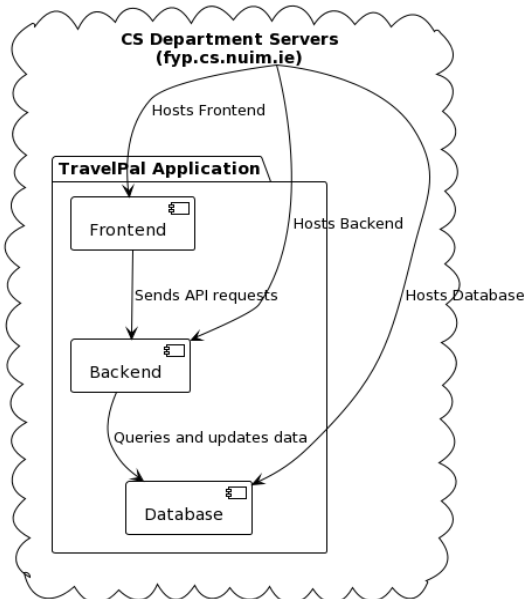 CS Department Servers
(fyp.cs.nuim.ie)
Hosts Frontend
TravelPal Application
Frontend
Hosts Backend
Sends API requests
Hosts Database
Backend
Queries and updates data
Database